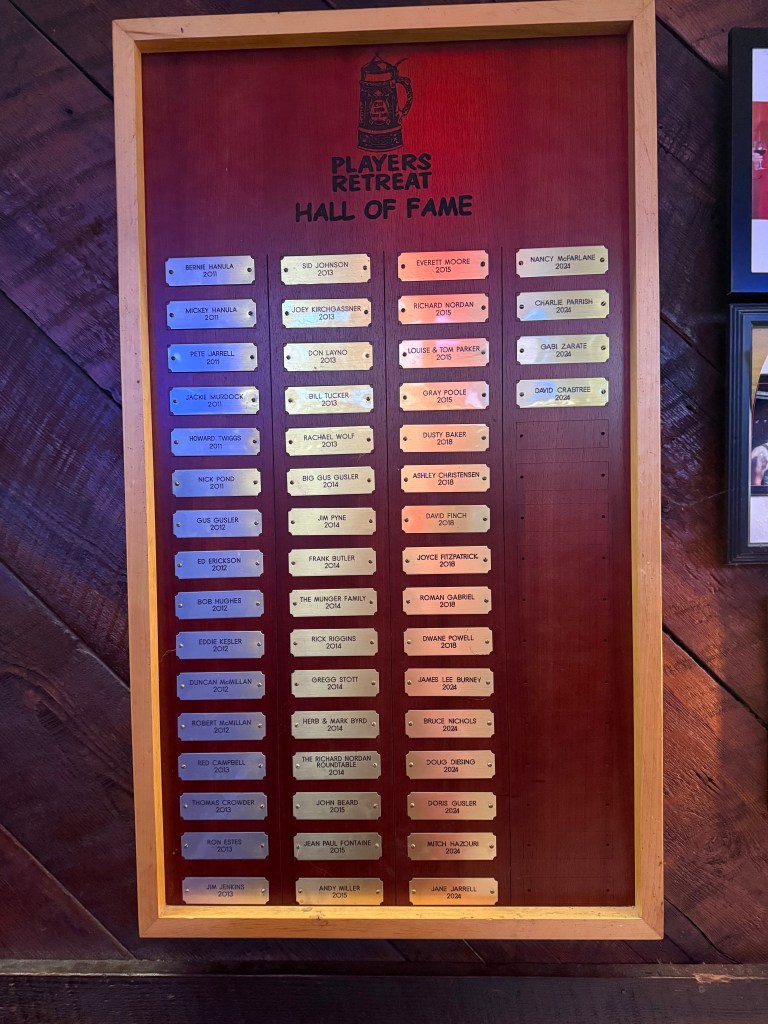 PLAYERS
RETREAT
HALL OF FAME
BERNIE HANULA
2011
MICKEY HANULA
2011
PETE JARRELL
2011
JACKIE MURDOCK
2011
HOWARD TWIGGS
2011
NICK POND
2011
GUS GUSLER
2012
ED ERICKSON
2012
BOB HUGHES
2012
EDDIE KESLER
2012
DUNCAN McMILLAN
2012
ROBERT McMILLAN
2012
RED CAMPBELL
2013
THOMAS CROWDER
2013
RON ESTES
2013
JIM JENKINS
2013
SID JOHNSON
2013
JOEY KIRCHGASSNER
2013
DON LAYNO
2013
BILL TUCKER
2013
RACHAEL WOLF
2013
BIG GUS GUSLER
2014
JIM PYNE
2014
FRANK BUTLER
2014
THE MUNGER FAMILY
2014
RICK RIGGINS
2014
GREGG STOTT
2014
HERB & MARK BYRD
2014
THE RICHARD NORDAN
ROUNDTABLE
2014
JOHN BEARD
2015
JEAN PAUL FONTAINE
2015
ANDY MILLER
2015
EVERETT MOORE
2015
RICHARD NORDAN
2015
LOUISE & TOM PARKER
2015
GRAY POOLE
2015
DUSTY BAKER
2018
ASHLEY CHRISTENSEN
2018
DAVID FINCH
2018
JOYCE FITZPATRICK
2018
ROMAN GABRIEL
2018
DWANE POWELL
2018
JAMES LEE BURNEY
2024
BRUCE NICHOLS
2024
DOUG DIESING
2024
DORIS GUSLER
2024
MITCH HAZOURI
2024
JANE JARRELL
2024
NANCY McFARLANE
2024
CHARLIE PARRISH
2024
GABI ZARATE
2024
DAVID CRABTREE
2024